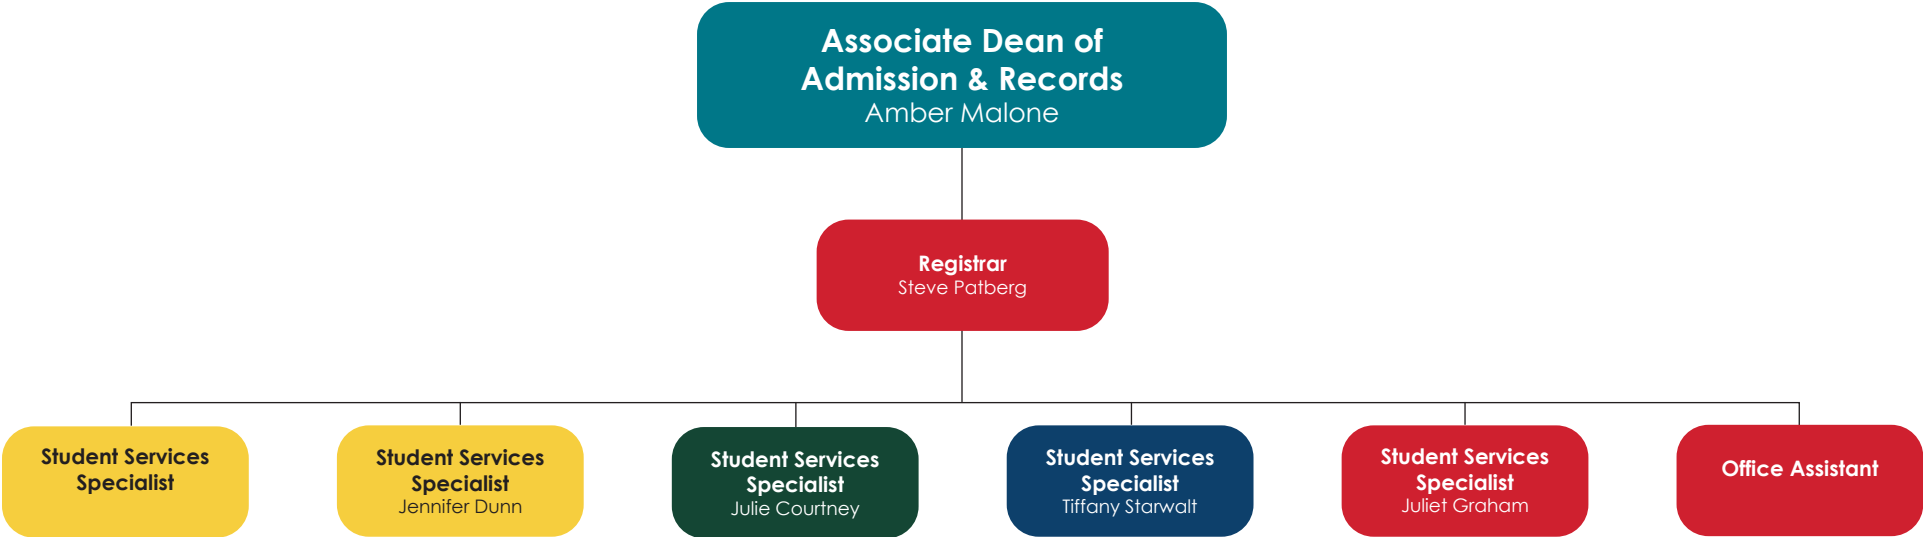 Associate Dean of
Admission & Records
Amber Malone
Registrar
Steve Patberg
Student Services
Specialist
Student Services
Specialist
Jennifer Dunn
Student Services
Specialist
Julie Courtney
Student Services
Specialist
Tiffany Starwalt
Student Services
Specialist
Juliet Graham
Office Assistant